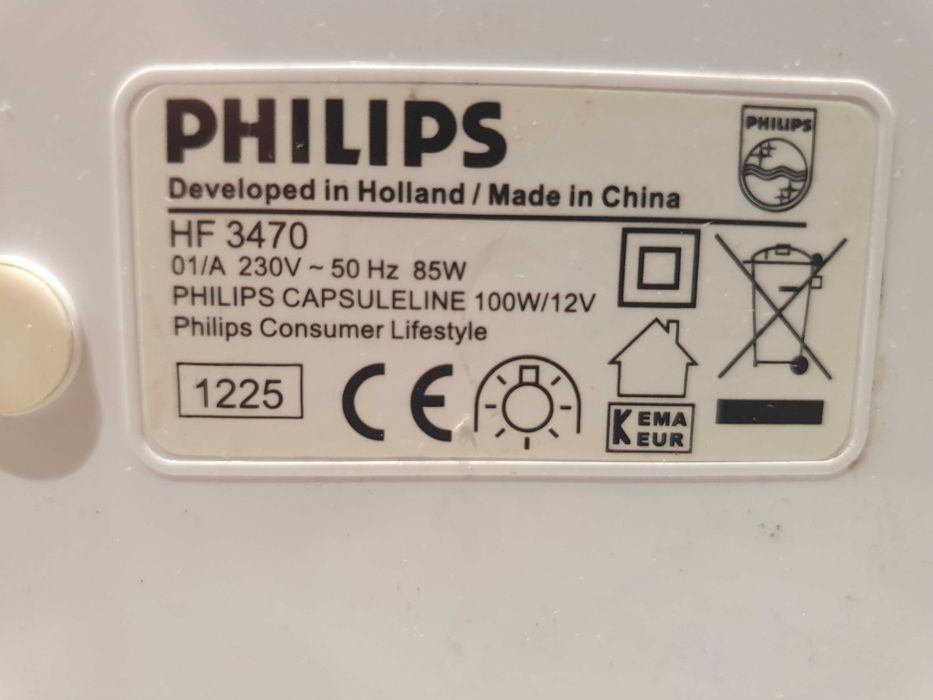 PHILIPS
PHILIPS
Developed in Holland / Made in China
HF 3470
01/A 230V ~ 50 Hz 85W
PHILIPS CAPSULELINE 100W/12V
Philips Consumer Lifestyle
1225
CE
KEMA
EUR